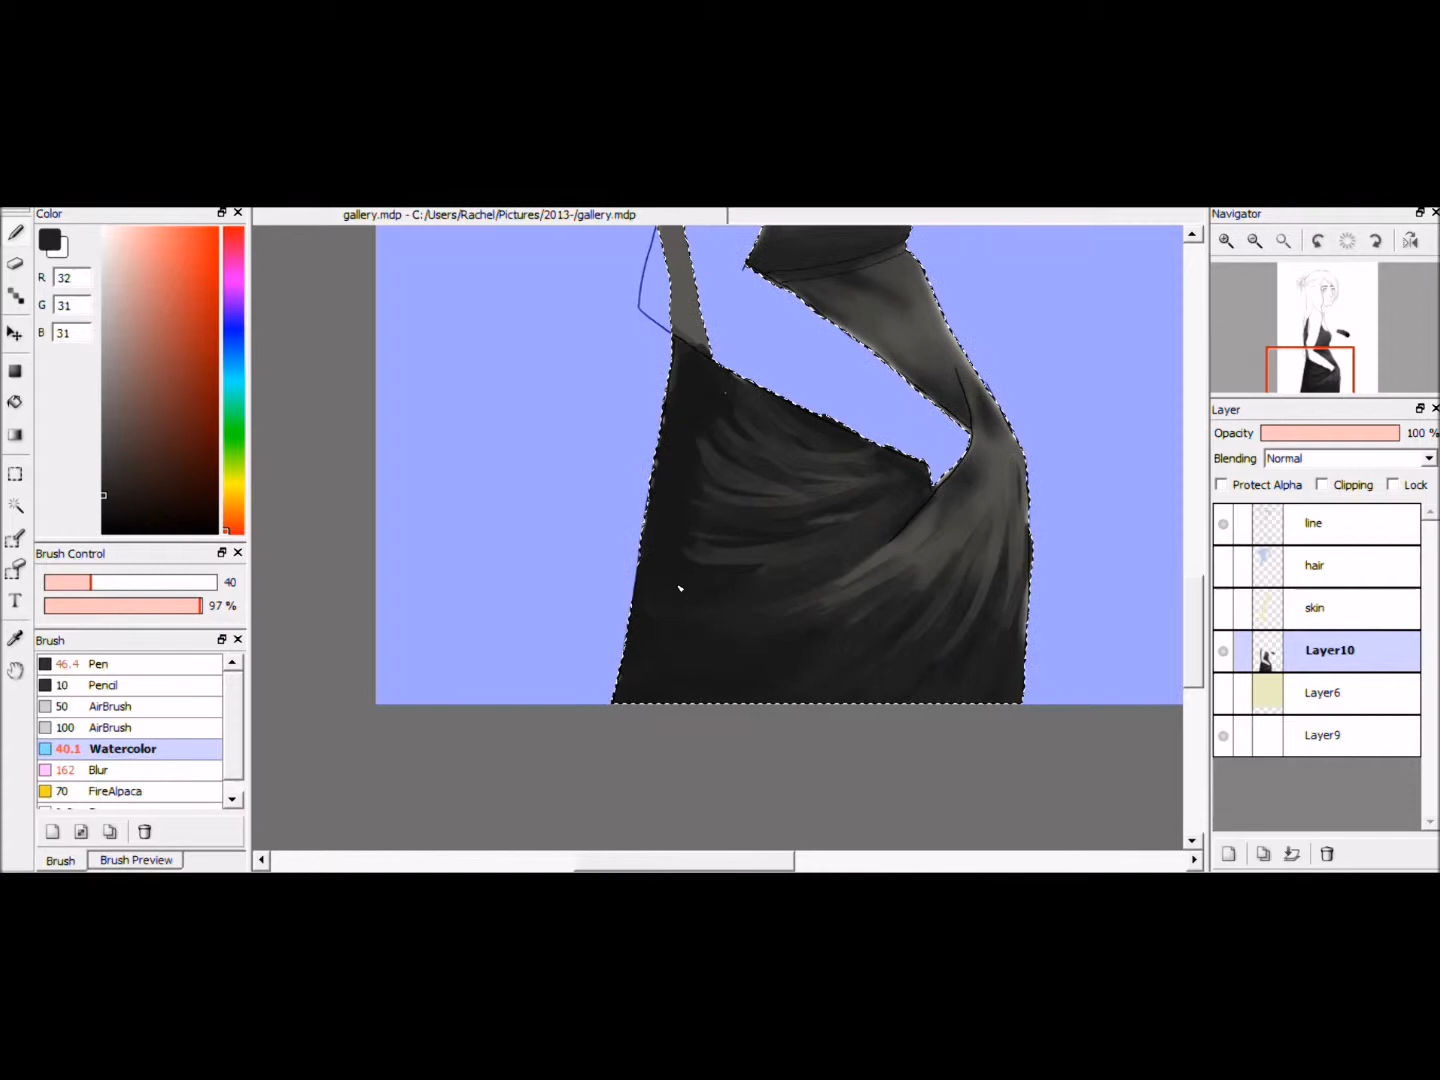 Color
gallery.mdp - C:/Users/Rachel/Pictures/2013-/gallery.mdp
Navigator
R 32
G 31
B 31
Brush Control
40
97 %
Brush
46.4 Pen
10 Pencil
50 AirBrush
100 AirBrush
40.1 Watercolor
162 Blur
70 FireAlpaca
Brush Brush Preview
Layer
Opacity 100 %
Blending Normal
Protect Alpha Clipping Lock
line
hair
skin
Layer10
Layer6
Layer9
T